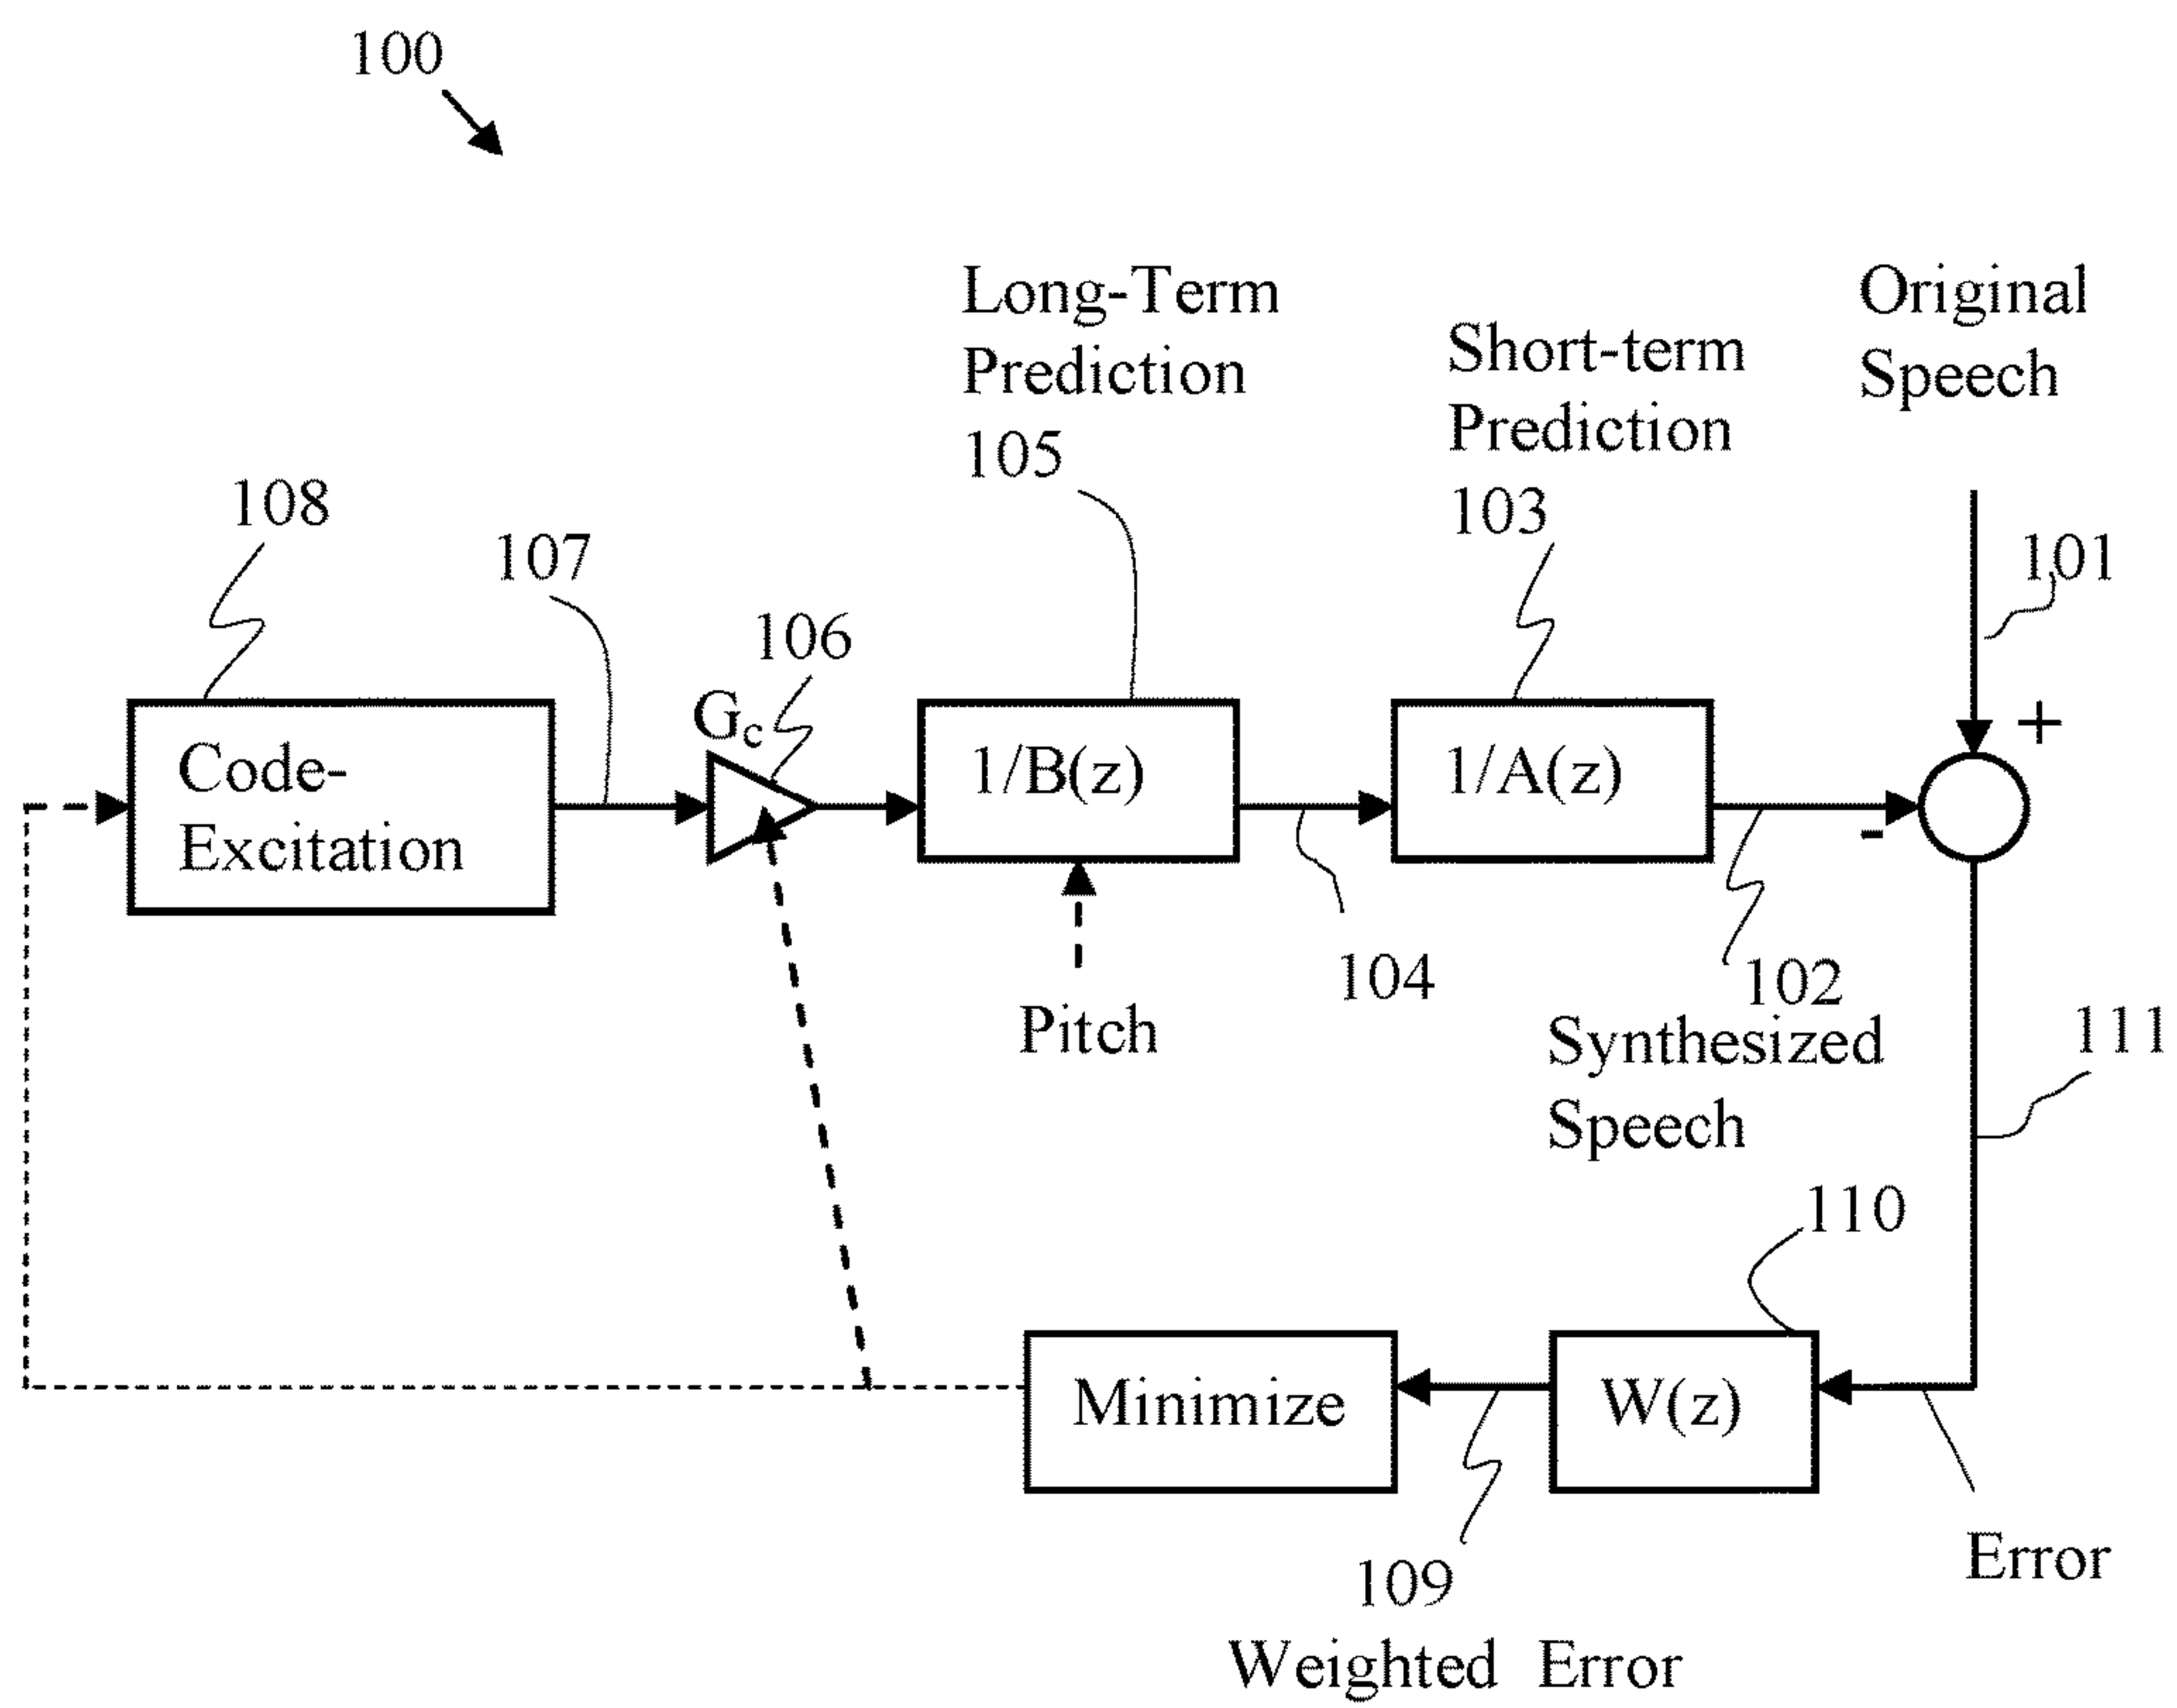 100
Long-Term
Prediction
105
Short-term
Prediction
103
Original
Speech
108
107
106
101
Gc
+
Code-
Excitation
1/B(z)
1/A(z)
-
Pitch
104
102
Synthesized
Speech
111
110
Minimize
W(z)
109
Weighted Error
Error